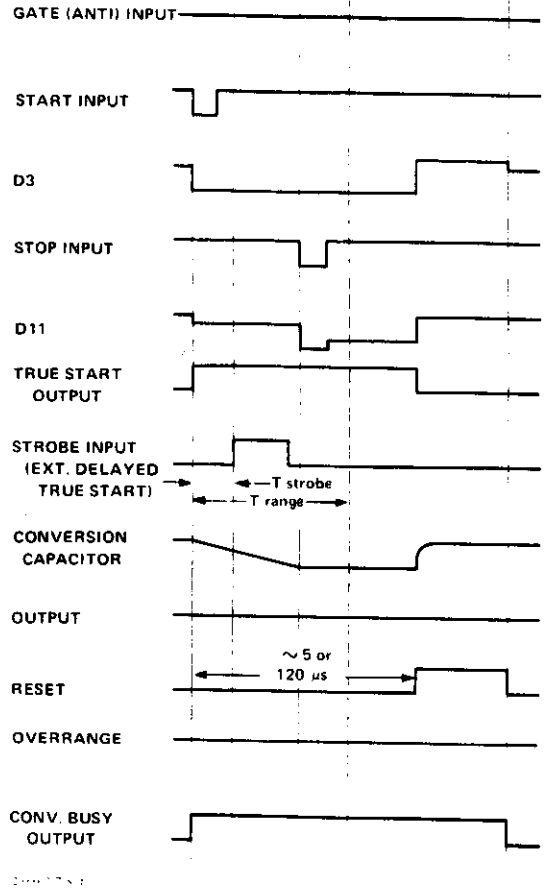 GATE (ANTI) INPUT
START INPUT
D3
STOP INPUT
D11
TRUE START
OUTPUT
STROBE INPUT
(EXT. DELAYED
TRUE START)
T strobe
T range
CONVERSION
CAPACITOR
OUTPUT
~ 5 or
120 µs
RESET
OVERRANGE
CONV. BUSY
OUTPUT